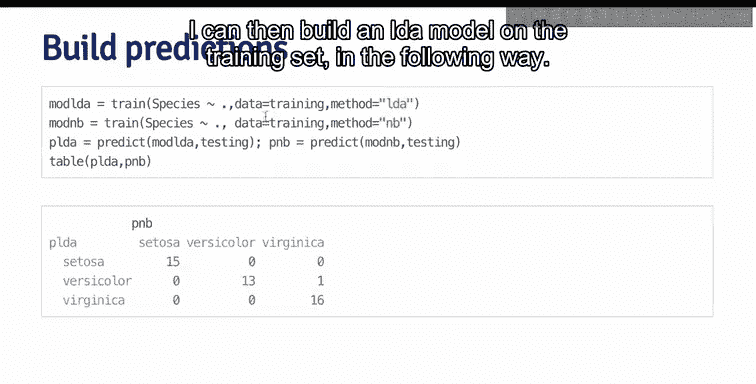 I can then build an lda model on the
training set, in the following way.
Build predictions
modlda = train(Species ~ .,data=training,method="lda")
modnb = train(Species ~ ., data=training,method="nb")
plda = predict(modlda,testing); pnb = predict(modnb,testing)
table(plda,pnb)
pnb
plda setosa versicolor virginica
setosa 15 0 0
versicolor 0 13 1
virginica 0 0 16